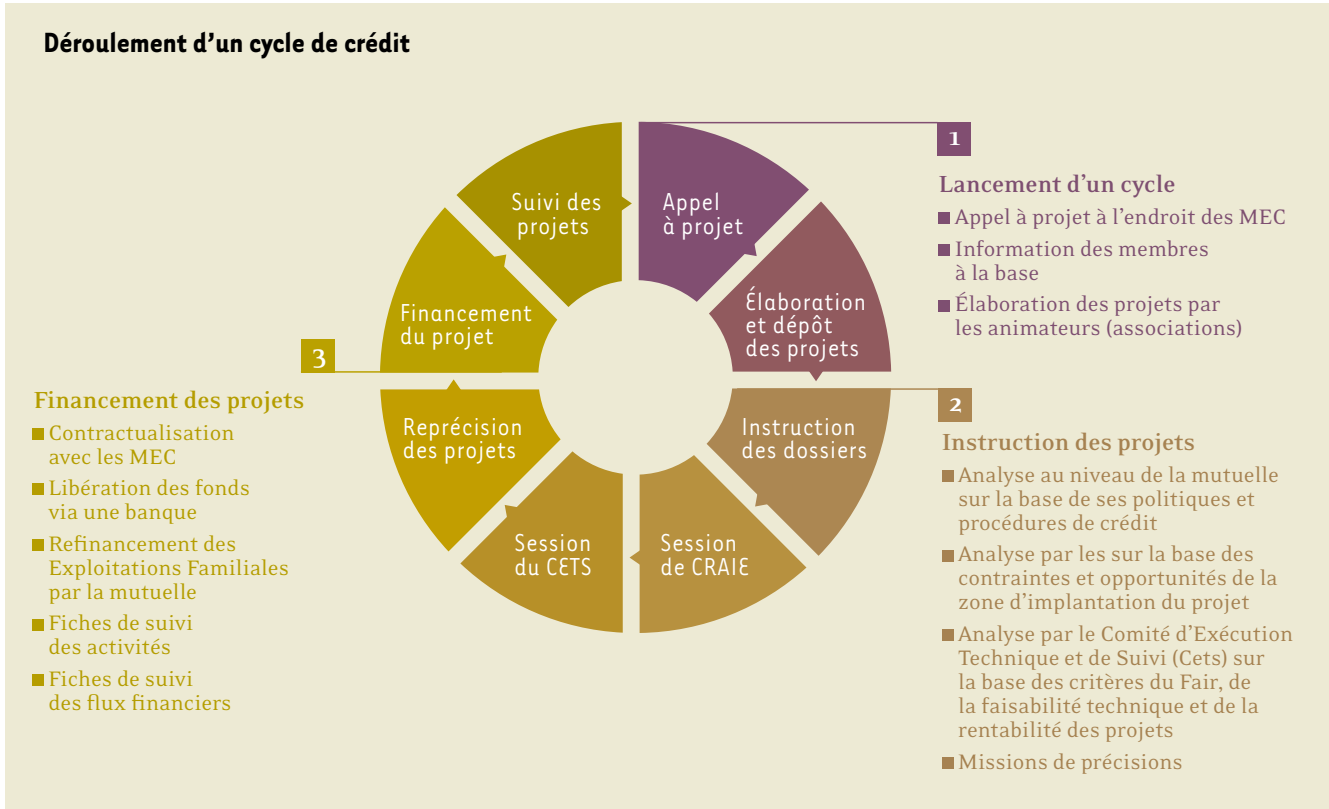 Déroulement d'un cycle de crédit
Suivi des
projets
Appel
à projet
Élaboration
et dépôt
des projets
Instruction
des dossiers
Session
de CRAIE
Session
du CETS
Reprécision
des projets
Financement
du projet
1
Lancement d'un cycle
Appel à projet à l'endroit des MEC
Information des membres
à la base
Élaboration des projets par
les animateurs (associations)
2
Instruction des projets
Analyse au niveau de la mutuelle
sur la base de ses politiques et
procédures de crédit
Analyse par les sur la base des
contraintes et opportunités de la
zone d'implantation du projet
Analyse par le Comité d'Exécution
Technique et de Suivi (Cets) sur
la base des critères du Fair, de
la faisabilité technique et de la
rentabilité des projets
Missions de précisions
3
Financement des projets
Contractualisation
avec les MEC
Libération des fonds
via une banque
Refinancement des
Exploitations Familiales
par la mutuelle
Fiches de suivi
des activités
Fiches de suivi
des flux financiers